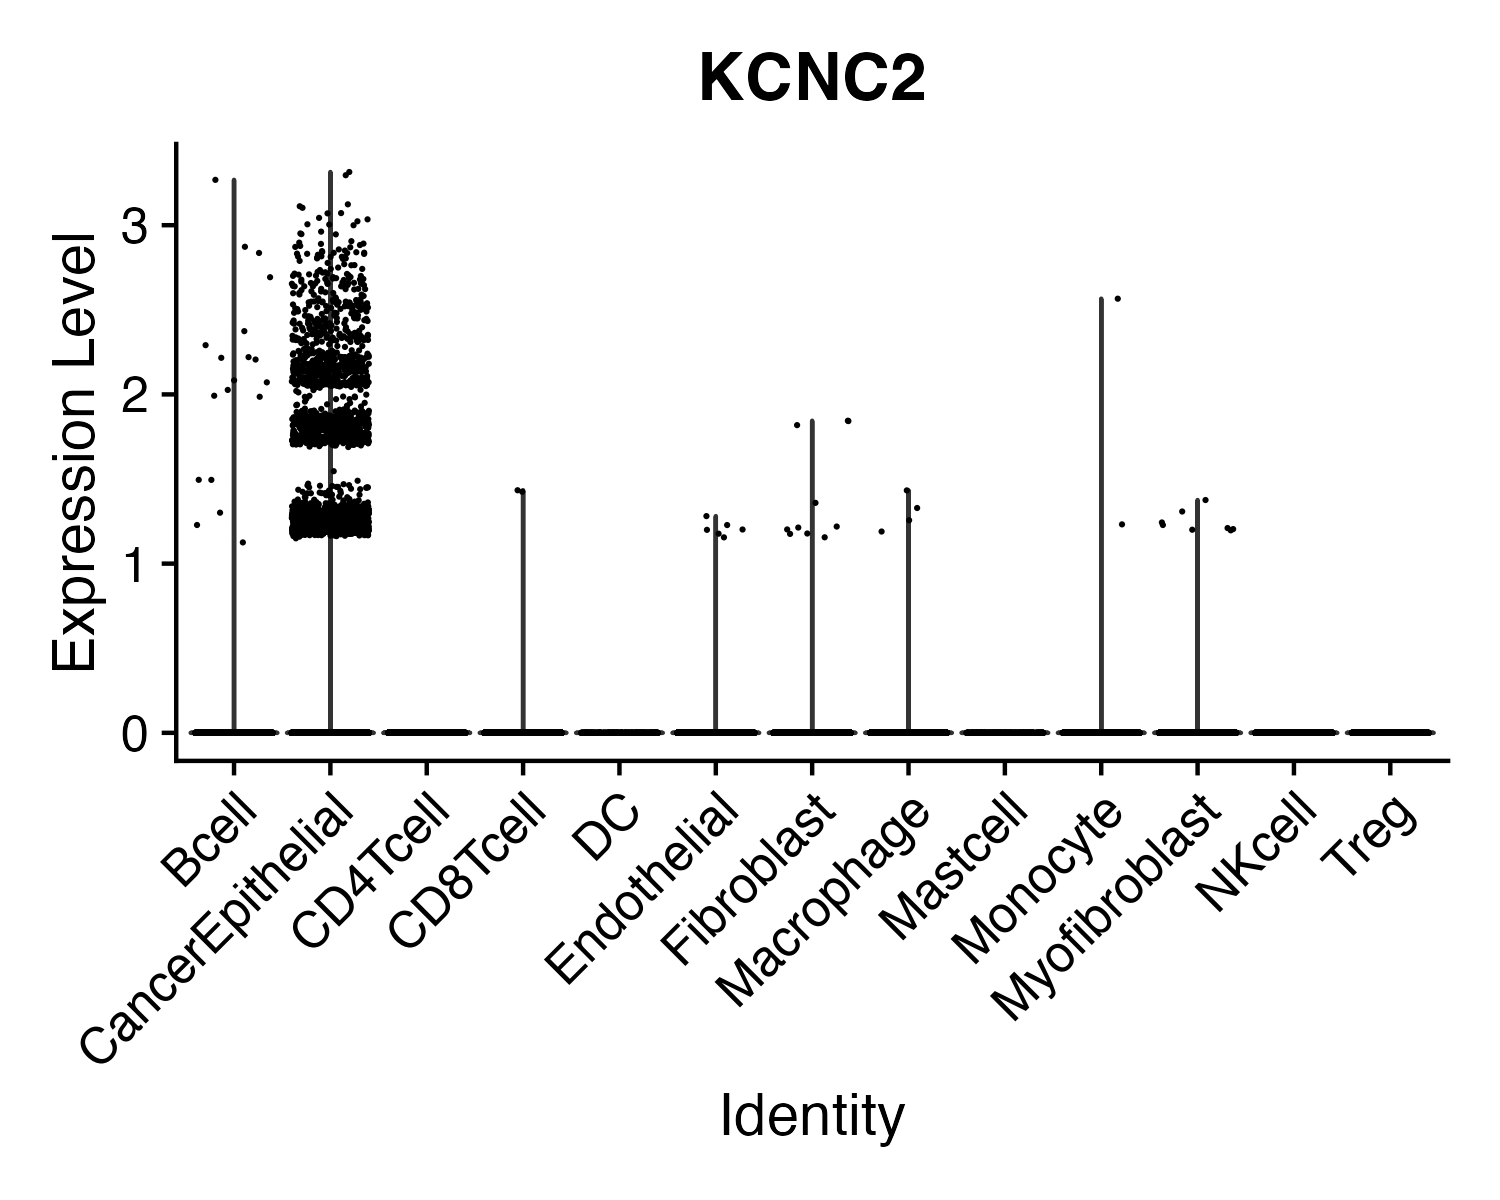 KCNC2
Expression Level
3
2
1
0
Bcell
CancerEpithelial
CD4Tcell
CD8Tcell
DC
Endothelial
Fibroblast
Macrophage
Mastcell
Monocyte
Myofibroblast
NKcell
Treg
Identity